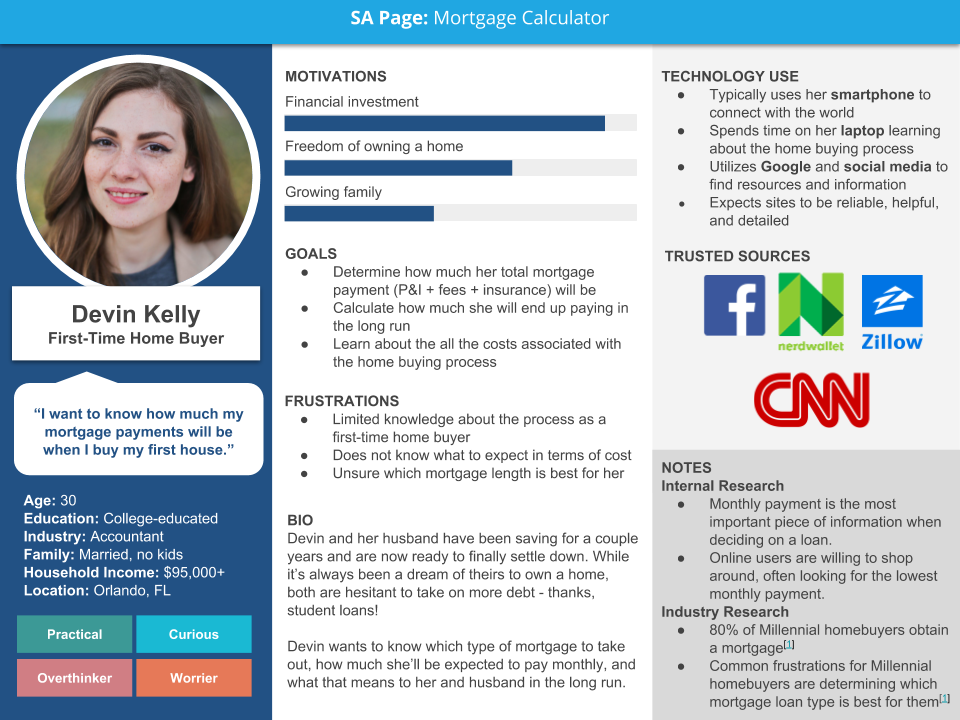 SA Page: Mortgage Calculator
Devin Kelly
First-Time Home Buyer
“I want to know how much my
mortgage payments will be
when I buy my first house.”
Age: 30
Education: College-educated
Industry: Accountant
Family: Married, no kids
Household Income: $95,000+
Location: Orlando, FL
Practical
Curious
Overthinker
Worrier
MOTIVATIONS
Financial investment
Freedom of owning a home
Growing family
GOALS
● Determine how much her total mortgage
payment (P&I + fees + insurance) will be
● Calculate how much she will end up paying in
the long run
● Learn about the all the costs associated with
the home buying process
FRUSTRATIONS
● Limited knowledge about the process as a
first-time home buyer
● Does not know what to expect in terms of cost
● Unsure which mortgage length is best for her
BIO
Devin and her husband have been saving for a couple
years and are now ready to finally settle down. While
it’s always been a dream of theirs to own a home,
both are hesitant to take on more debt - thanks,
student loans!
Devin wants to know which type of mortgage to take
out, how much she’ll be expected to pay monthly, and
what that means to her and husband in the long run.
TECHNOLOGY USE
● Typically uses her smartphone to
connect with the world
● Spends time on her laptop learning
about the home buying process
● Utilizes Google and social media to
find resources and information
● Expects sites to be reliable, helpful,
and detailed
TRUSTED SOURCES
f
N
nerdwallet
Z
Zillow
CNN
NOTES
Internal Research
● Monthly payment is the most
important piece of information when
deciding on a loan.
● Online users are willing to shop
around, often looking for the lowest
monthly payment.
Industry Research
● 80% of Millennial homebuyers obtain
a mortgage[1]
● Common frustrations for Millennial
homebuyers are determining which
mortgage loan type is best for them[1]